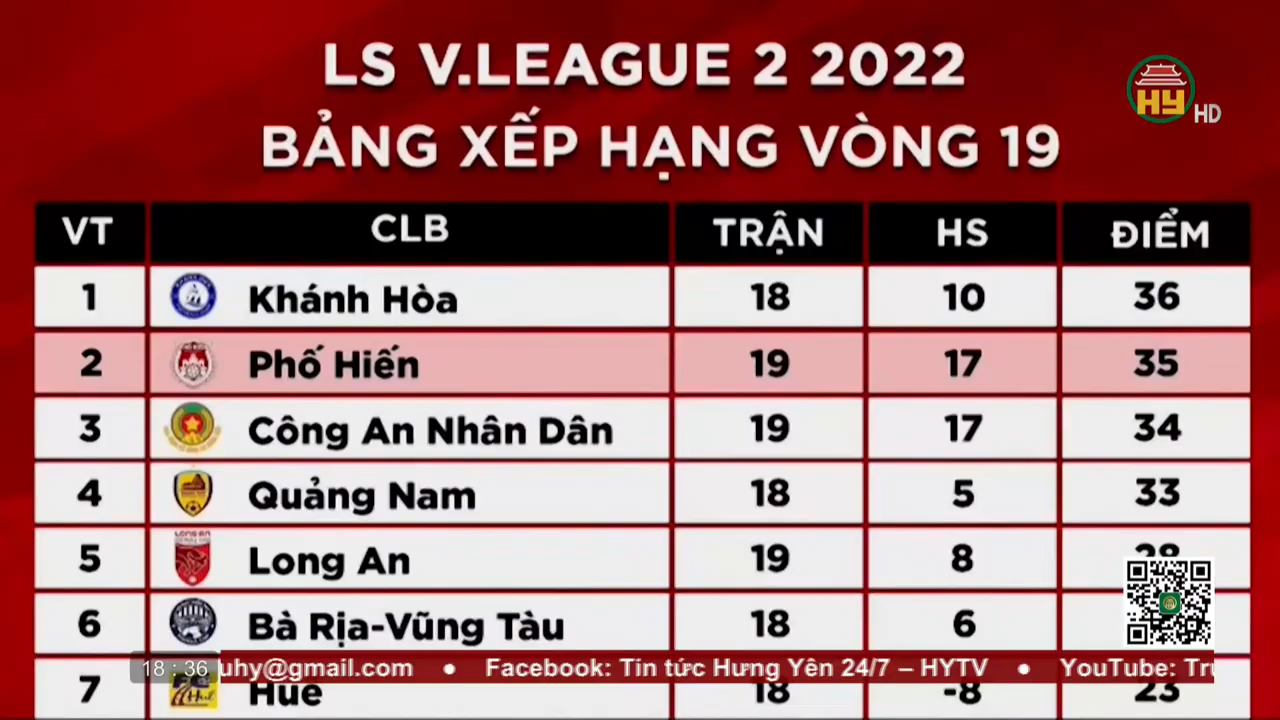 LS V.LEAGUE 2 2022
HY HD
BẢNG XẾP HẠNG VÒNG 19
VT CLB TRẬN HS ĐIỂM
1 Khánh Hòa 18 10 36
2 Phố Hiến 19 17 35
3 Công An Nhân Dân 19 17 34
4 Quảng Nam 18 5 33
5 Long An 19 8 28
6 Bà Rịa-Vũng Tàu 18 6
18 : 36 uhy@gmail.com • Facebook: Tin tức Hưng Yên 24/7 – HYTV • YouTube:
7 Huế 18 -8 23